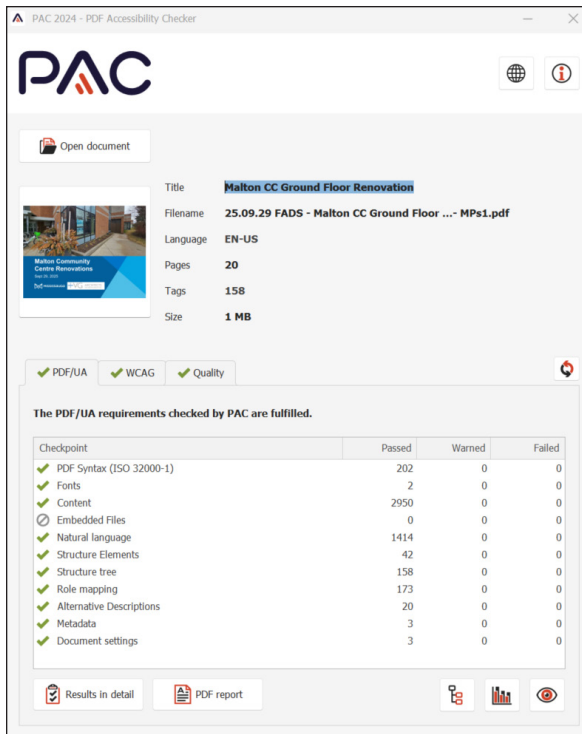 PAC 2024 - PDF Accessibility Checker
PAC
Open document
Title Malton CC Ground Floor Renovation
Filename 25.09.29 FADS - Malton CC Ground Floor ...- MPs1.pdf
Language EN-US
Pages 20
Tags 158
Size 1 MB
Malton Community
Centre Renovations
Sept 29, 2025
PDF/UA WCAG Quality
The PDF/UA requirements checked by PAC are fulfilled.
Checkpoint Passed Warned Failed
PDF Syntax (ISO 32000-1) 202 0 0
Fonts 2 0 0
Content 2950 0 0
Embedded Files 0 0 0
Natural language 1414 0 0
Structure Elements 42 0 0
Structure tree 158 0 0
Role mapping 173 0 0
Alternative Descriptions 20 0 0
Metadata 3 0 0
Document settings 3 0 0
Results in detail PDF report